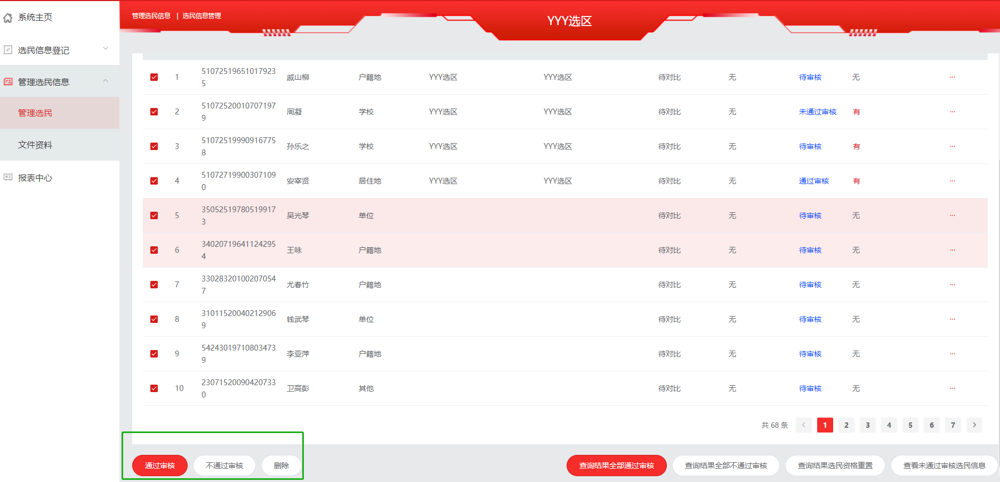 系统主页
选民信息登记
管理选民信息
管理选民
文件资料
报表中心
管理选民信息 | 选民信息管理
YYY选区
1 510725196510179235 戚山柳 户籍地 YYY选区 YYY选区 待对比 无 待审核 无 ...
2 510725200107071979 周凝 学校 YYY选区 YYY选区 待对比 无 未通过审核 有 ...
3 510725199909167758 孙乐之 学校 YYY选区 YYY选区 待对比 无 待审核 有 ...
4 510727199003071090 安宰贤 居住地 YYY选区 YYY选区 待对比 无 通过审核 有 ...
5 350525197805199173 吴光琴 单位 待对比 无 待审核 无 ...
6 340207196411242954 王咏 户籍地 待对比 无 待审核 无 ...
7 330283201002070547 尤春竹 户籍地 待对比 无 待审核 无 ...
8 310115200402129069 钱武琴 单位 待对比 无 待审核 无 ...
9 542430197108034739 李亚萍 户籍地 待对比 无 待审核 无 ...
10 230715200904207330 卫高彭 其他 待对比 无 待审核 无 ...
共 68 条 < 1 2 3 4 5 6 7 >
通过审核 不通过审核 删除 查询结果全部通过审核 查询结果全部不通过审核 查询结果选民资格重置 查看未通过审核选民信息